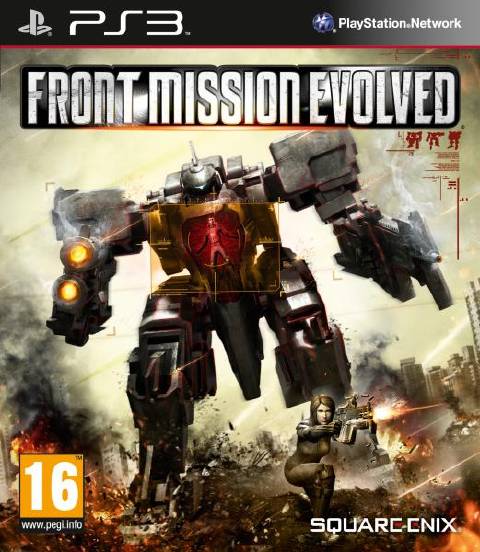 PS3
PlayStation®Network
FRONT MISSION EVOLVED
16
www.pegi.info
SQUARE ENIX